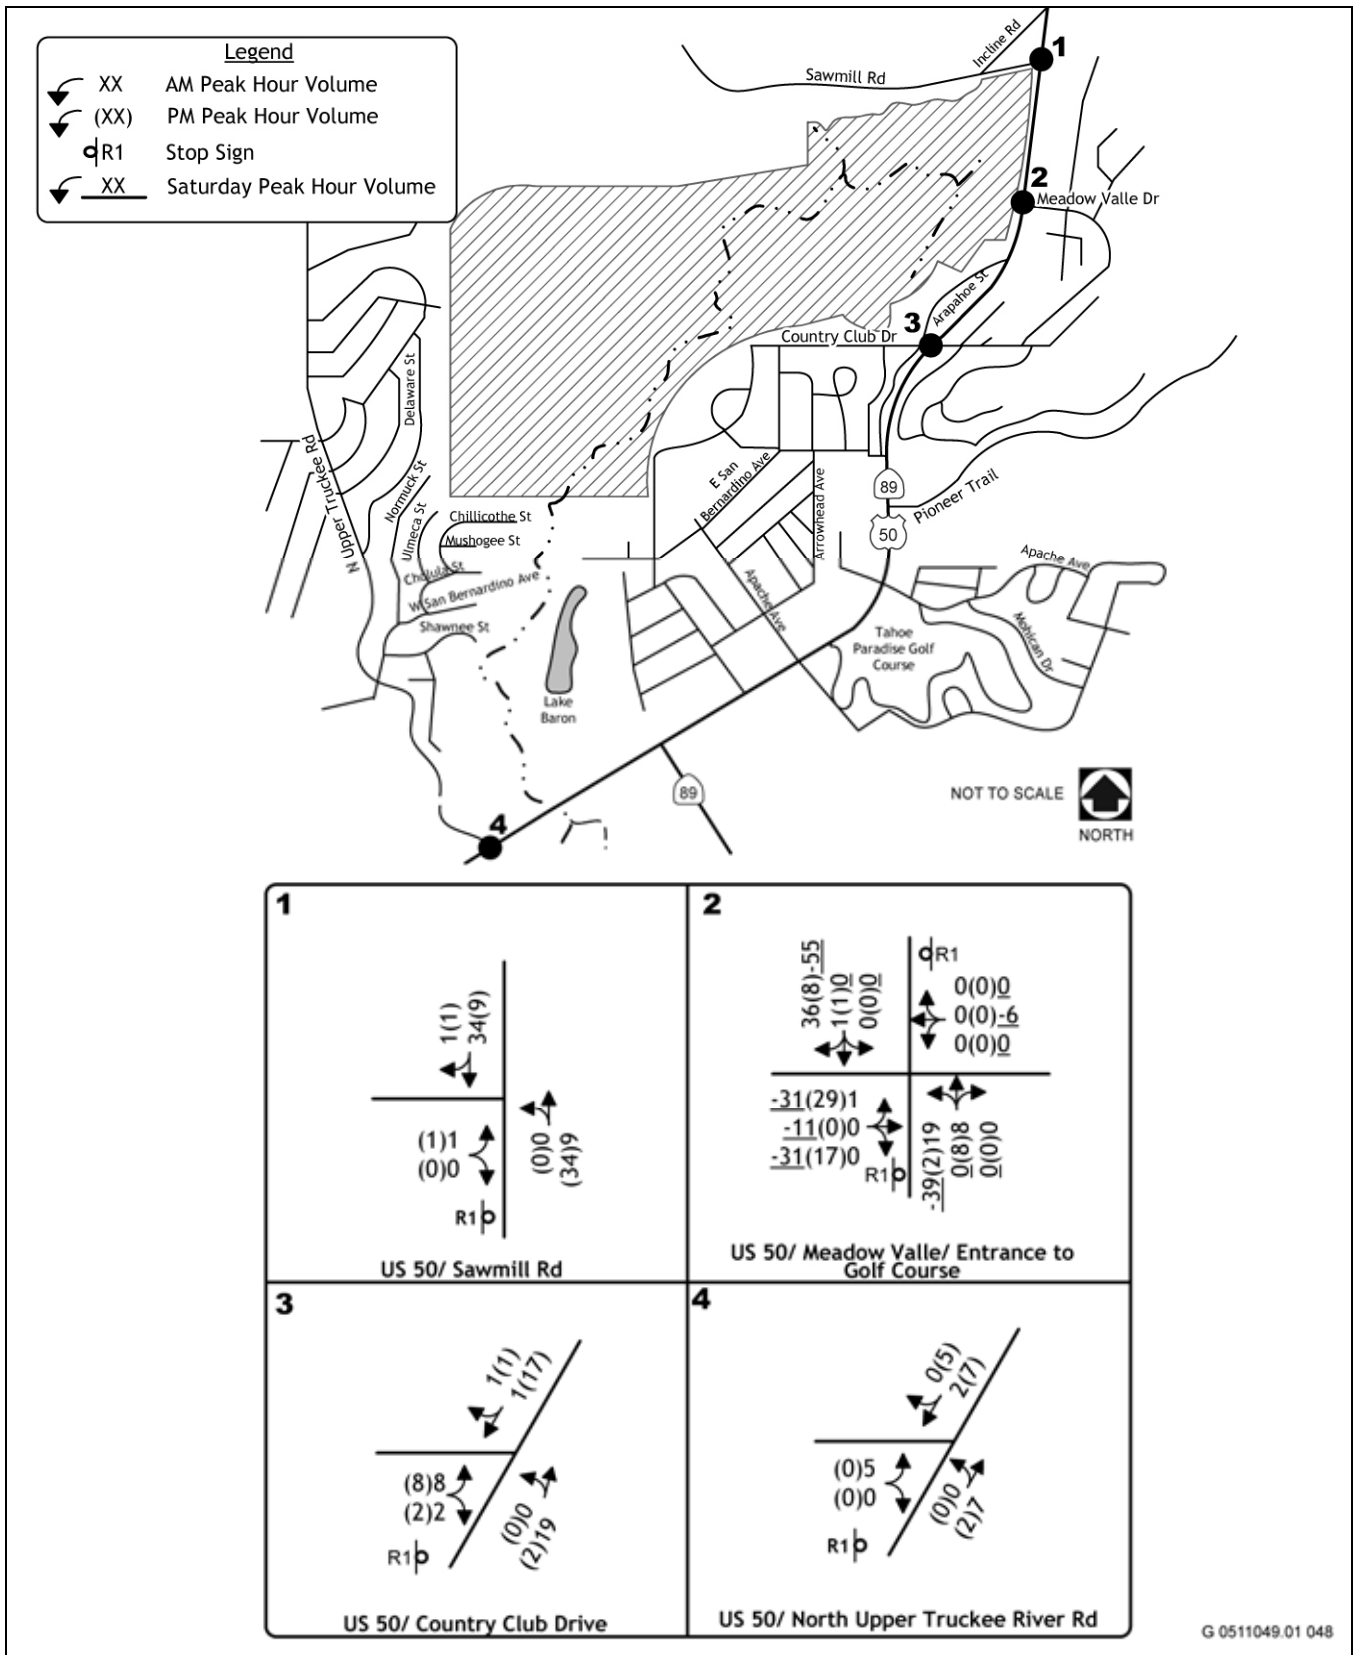 Legend
XX AM Peak Hour Volume
(XX) PM Peak Hour Volume
R1 Stop Sign
XX Saturday Peak Hour Volume
Incline Rd
1
Sawmill Rd
2
Meadow Valle Dr
Arapahoe St
3
Country Club Dr
Delaware St
N Upper Truckee Rd
Normuck St
E San
Bernardino Ave
Arrowhead Ave
89
Pioneer Trail
50
Ulmeca St
Chillicothe St
Mushogee St
Cholula St
W San Bernardino Ave
Shawnee St
Apache Ave
Apache Ave
Mohican Dr
Tahoe
Paradise Golf
Course
Lake
Baron
89
NOT TO SCALE
NORTH
4
1
1(1)
34(9)
(1)1
(0)0
(0)0
(34)9
R1
US 50/ Sawmill Rd
2
36(8)-55
1(1)0
0(0)0
R1
0(0)0
0(0)-6
0(0)0
-31(29)1
-11(0)0
-31(17)0
R1
-39(2)19
0(8)8
0(0)0
US 50/ Meadow Valle/ Entrance to
Golf Course
3
1(1)
1(17)
(8)8
(2)2
(0)0
(2)19
R1
US 50/ Country Club Drive
4
0(5)
2(7)
(0)5
(0)0
(0)0
(2)7
R1
US 50/ North Upper Truckee River Rd
G 0511049.01 048